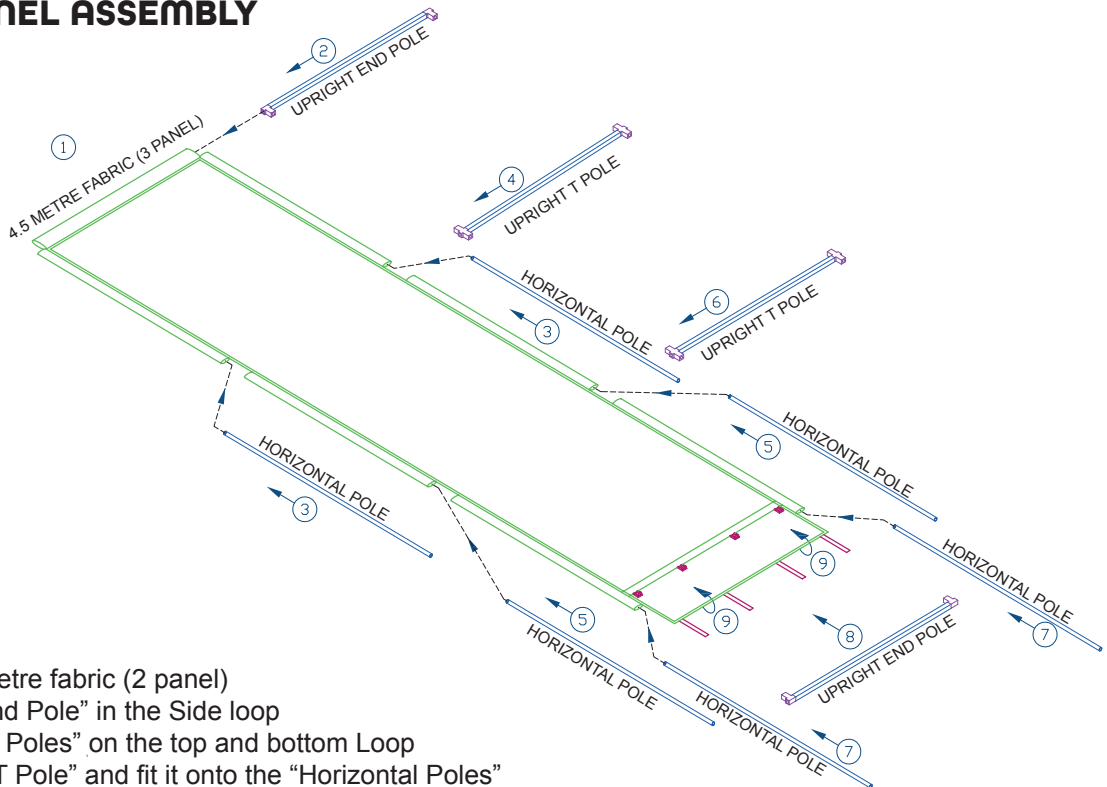 ASSEMBLY
2
UPRIGHT END POLE
1
4.5 METRE FABRIC (3 PANEL)
4
UPRIGHT T POLE
6
UPRIGHT T POLE
HORIZONTAL POLE
3
HORIZONTAL POLE
5
HORIZONTAL POLE
3
9
HORIZONTAL POLE
7
9
8
UPRIGHT END POLE
5
HORIZONTAL POLE
HORIZONTAL POLE
7
fabric (2 panel)
Pole” in the Side loop
Poles” on the top and bottom Loop
T Pole” and fit it onto the “Horizontal Poles”